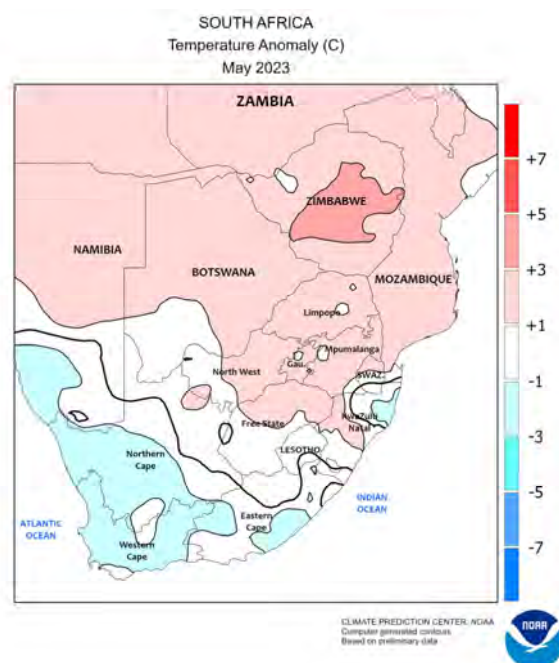 SOUTH AFRICA
Temperature Anomaly (C)
May 2023
ZAMBIA
ZIMBABWE
NAMIBIA
BOTSWANA
MOZAMBIQUE
Limpopo
Mpumalanga
Gau.
North West
SWAZ.
KwaZulu
Natal
Free State
LESOTHO
Northern
Cape
Eastern
Cape
Western
Cape
ATLANTIC
OCEAN
INDIAN
OCEAN
+7
+5
+3
+1
-1
-3
-5
-7
CLIMATE PREDICTION CENTER, NOAA
Computer generated contours
Based on preliminary data
NOAA